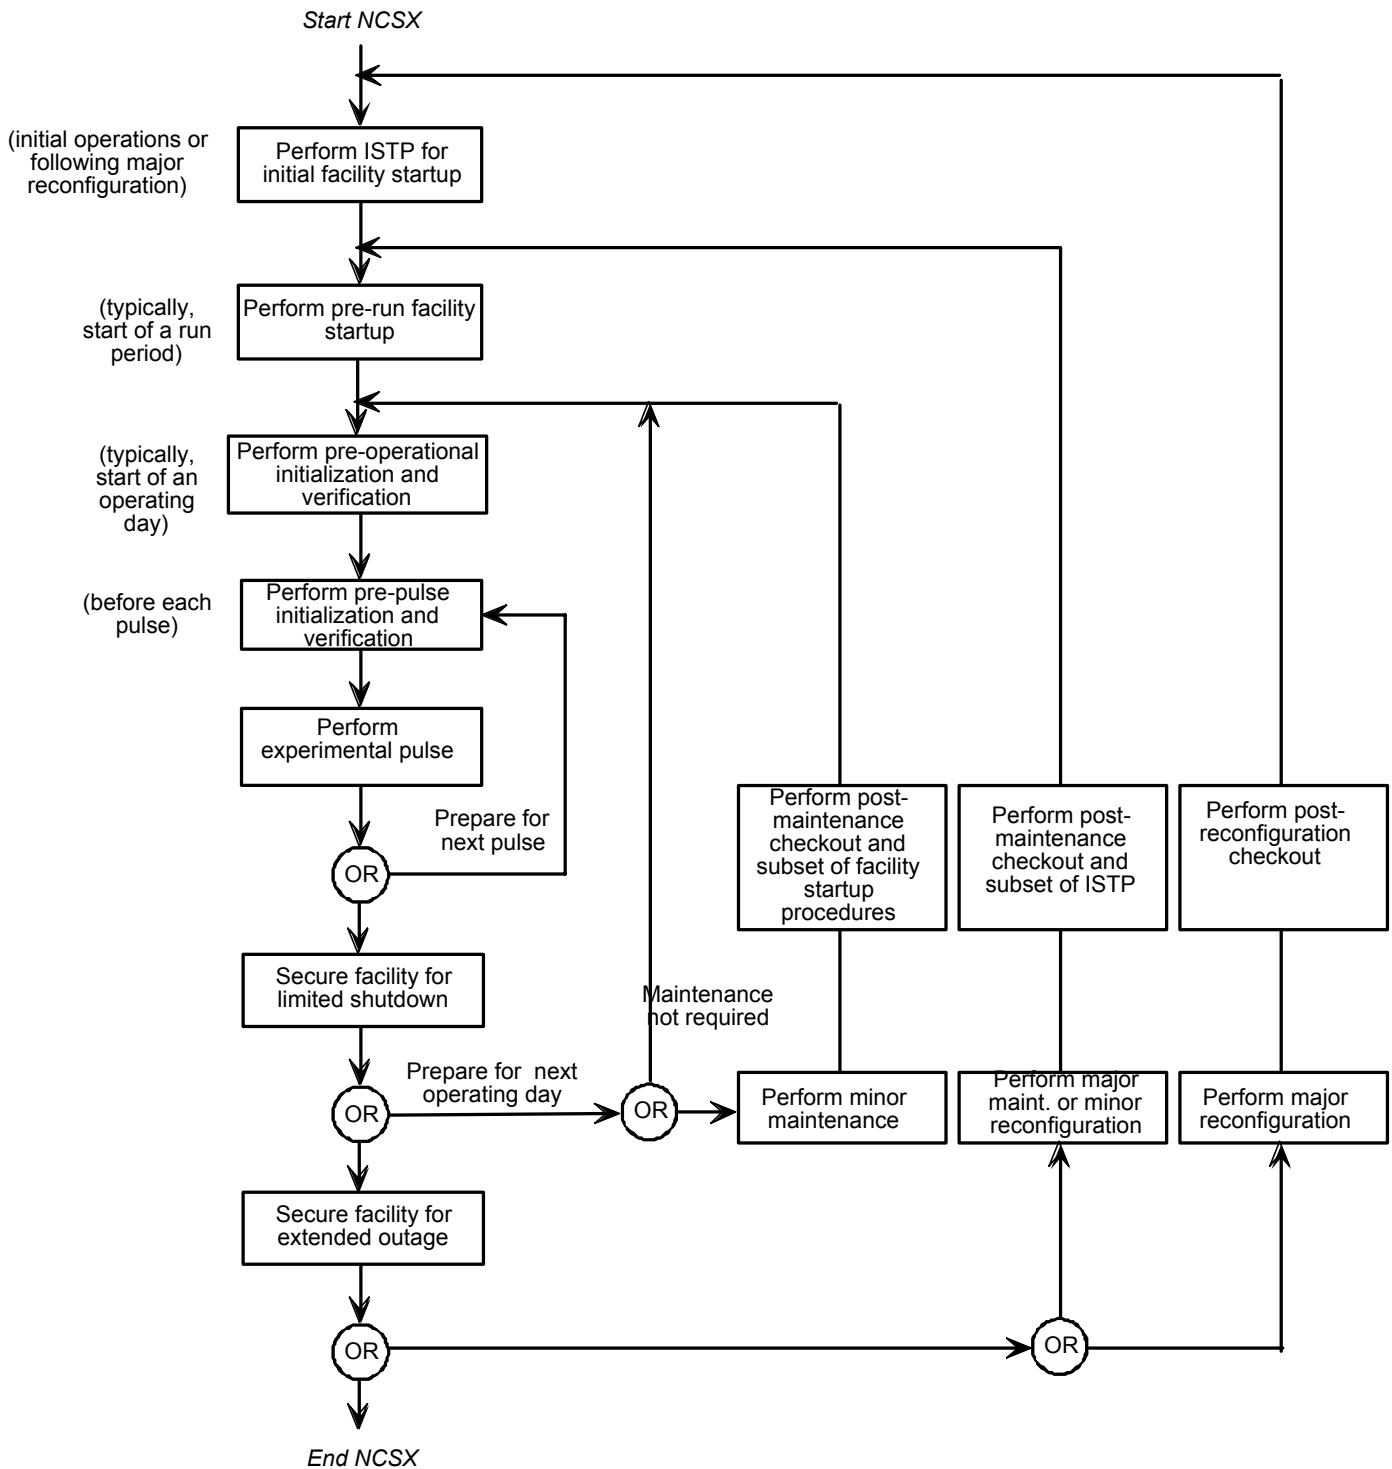 Start NCSX
(initial operations or
following major
reconfiguration)
Perform ISTP for
initial facility startup
(typically,
start of a run
period)
Perform pre-run facility
startup
(typically,
start of an
operating
day)
Perform pre-operational
initialization and
verification
(before each
pulse)
Perform pre-pulse
initialization and
verification
Perform
experimental pulse
Prepare for
next pulse
OR
Perform post-
maintenance
checkout and
subset of facility
startup
procedures
Perform post-
maintenance
checkout and
subset of ISTP
Perform post-
reconfiguration
checkout
Secure facility for
limited shutdown
Maintenance
not required
Prepare for next
operating day
OR
OR
Perform minor
maintenance
Perform major
maint. or minor
reconfiguration
Perform major
reconfiguration
Secure facility for
extended outage
OR
OR
End NCSX